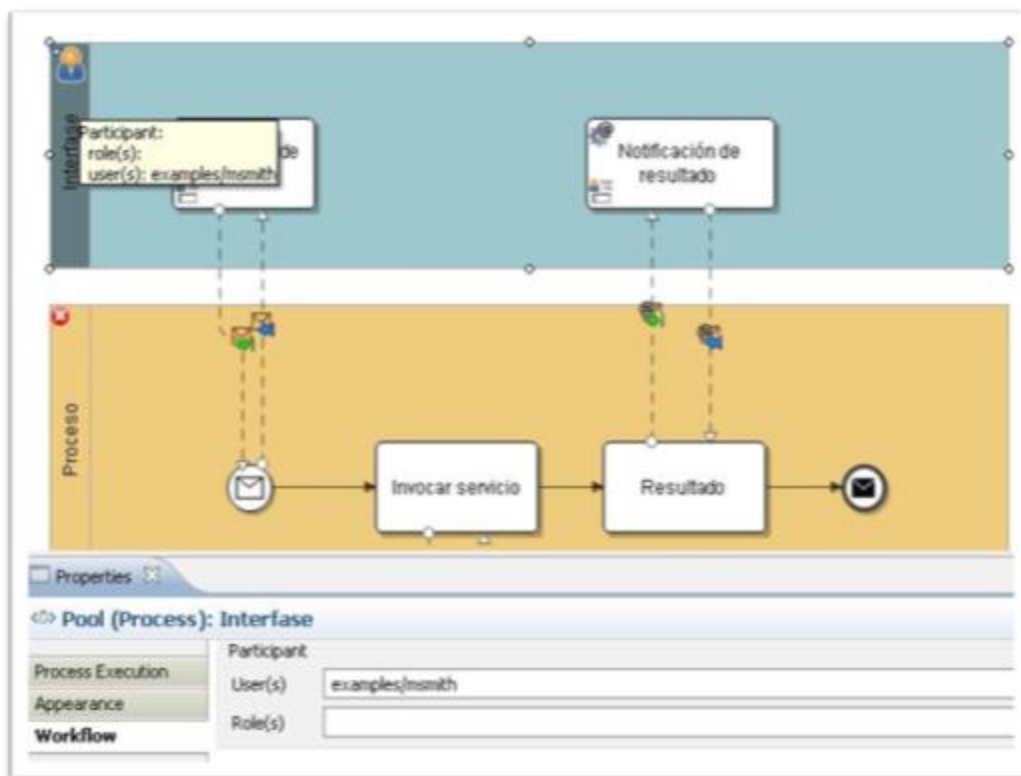 Interfase
Participant:
role(s):
user(s): examples/msmith
de
Notificación de
resultado
Proceso
Invocar servicio
Resultado
Properties
Pool (Process): Interfase
Process Execution
Appearance
Workflow
Participant
User(s)
examples/msmith
Role(s)